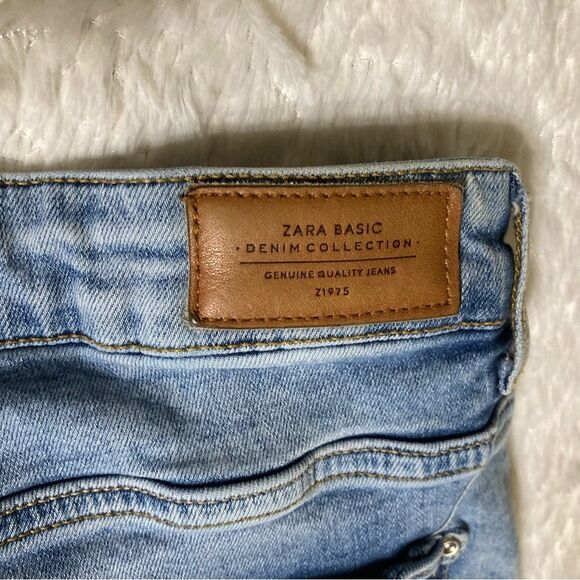 ZARA BASIC
· DENIM COLLECTION ·
GENUINE QUALITY JEANS
Z1975